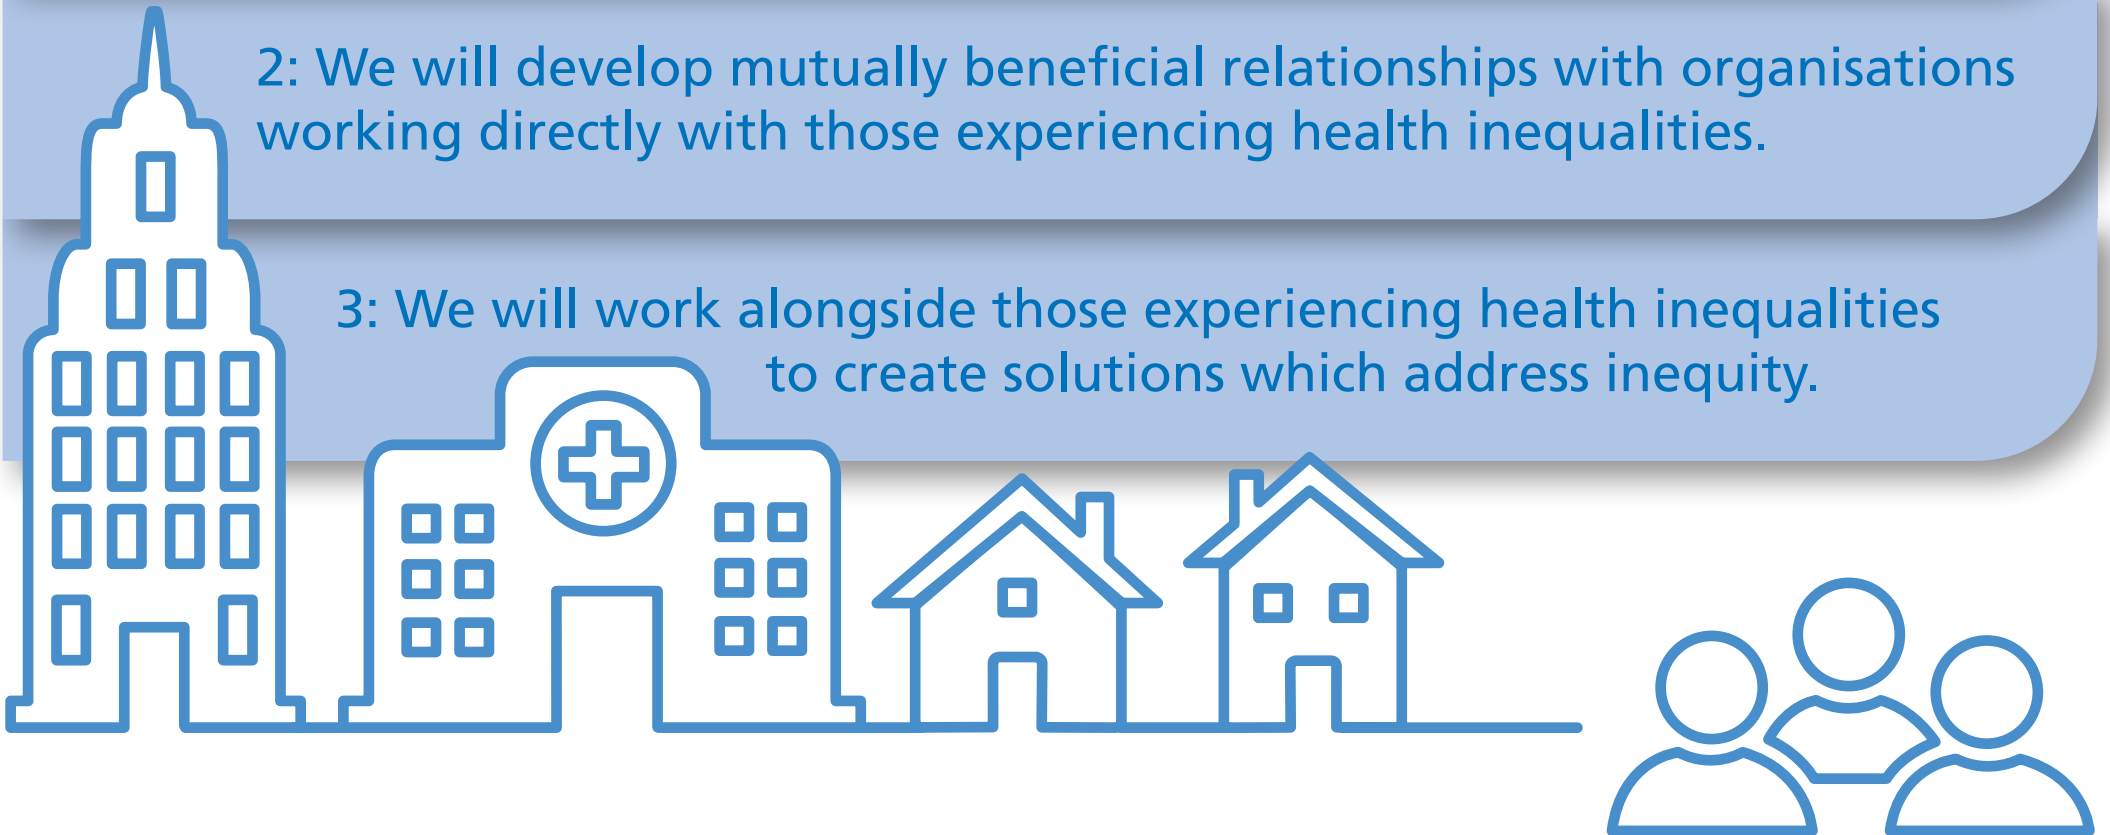 2: We will develop mutually beneficial relationships with organisations
working directly with those experiencing health inequalities.
3: We will work alongside those experiencing health inequalities
to create solutions which address inequity.